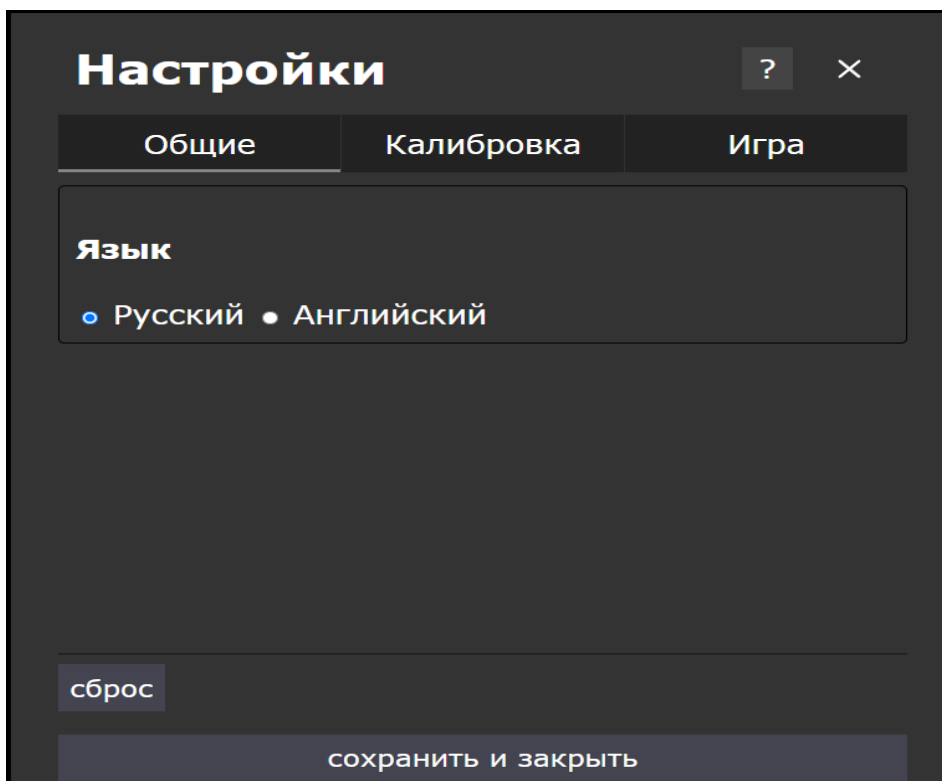 Настройки ?
Общие Калибровка Игра
Язык
Русский Английский
сброс
сохранить и закрыть